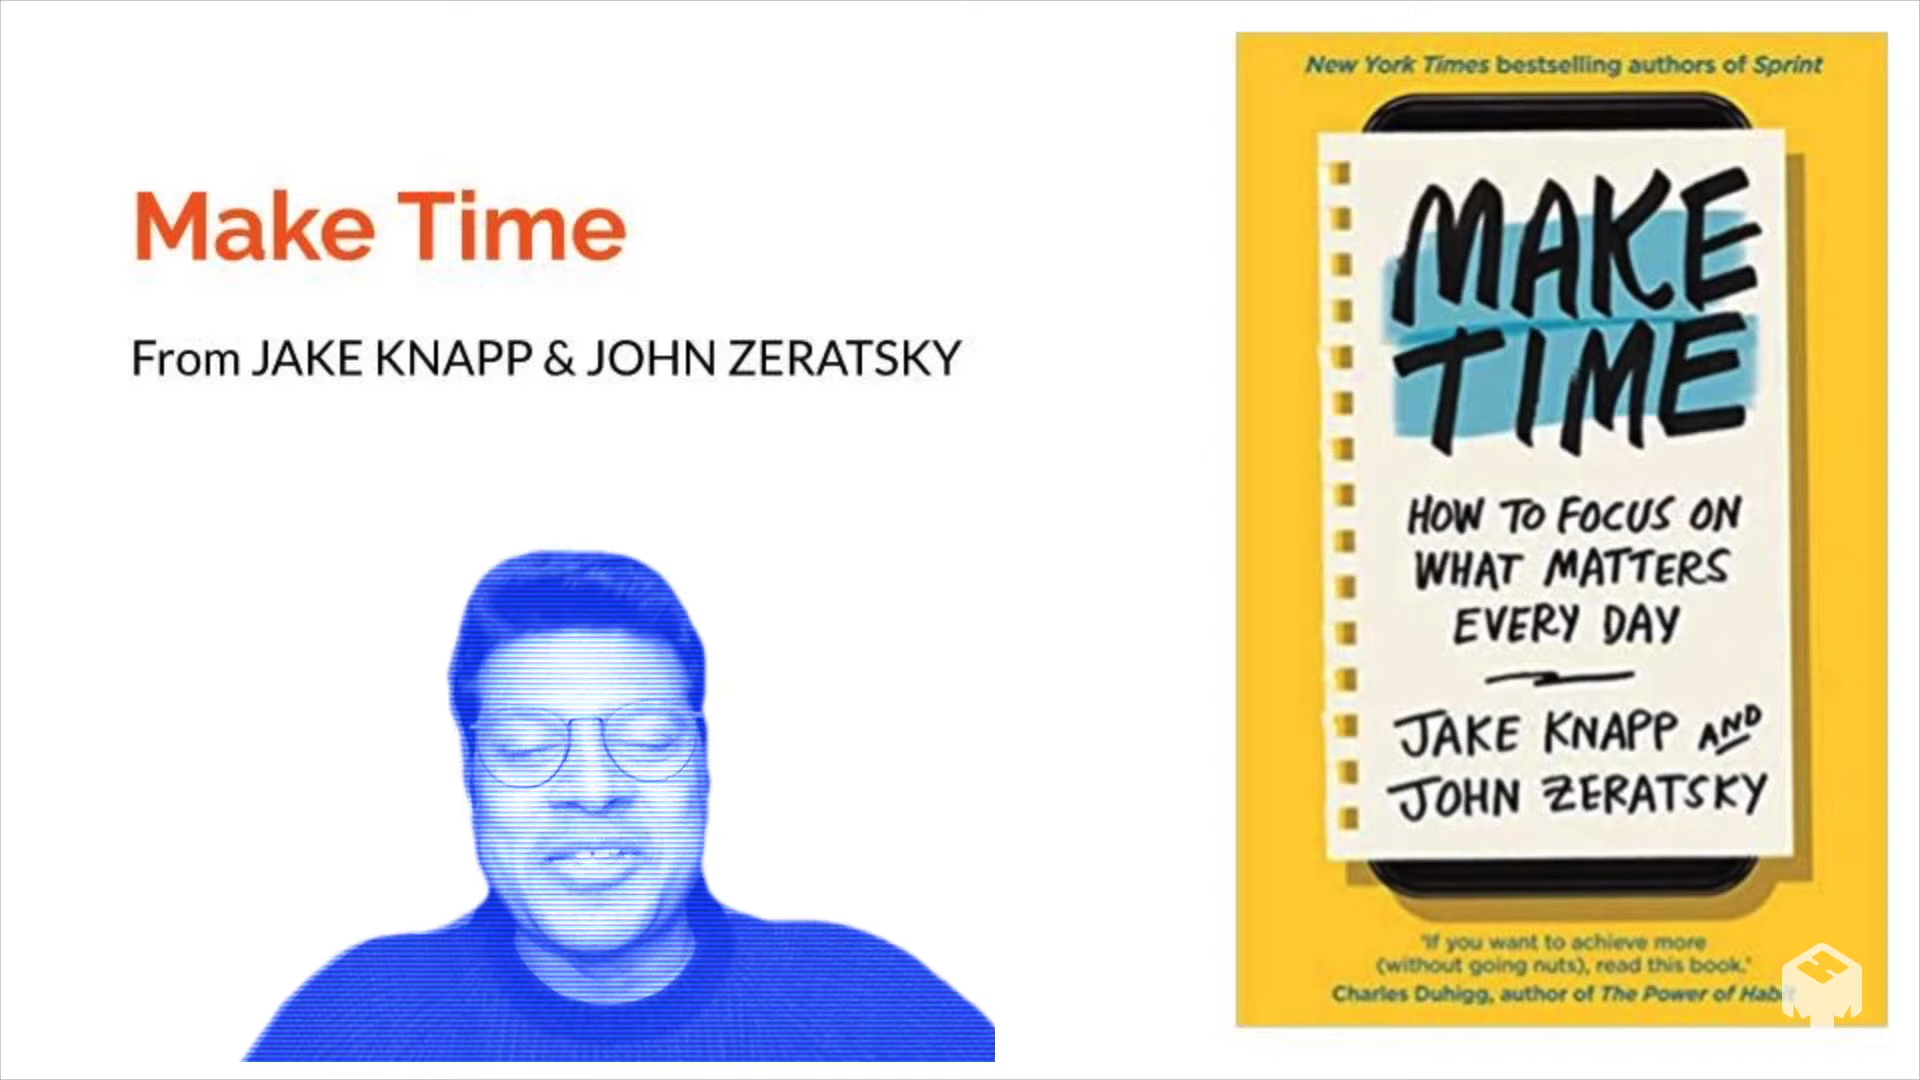 Make Time
From JAKE KNAPP & JOHN ZERATSKY
New York Times bestselling authors of Sprint
MAKE
TIME
HOW TO FOCUS ON
WHAT MATTERS
EVERY DAY
JAKE KNAPP AND
JOHN ZERATSKY
'If you want to achieve more
(without going nuts), read this book.'
Charles Duhigg, author of The Power of Habit